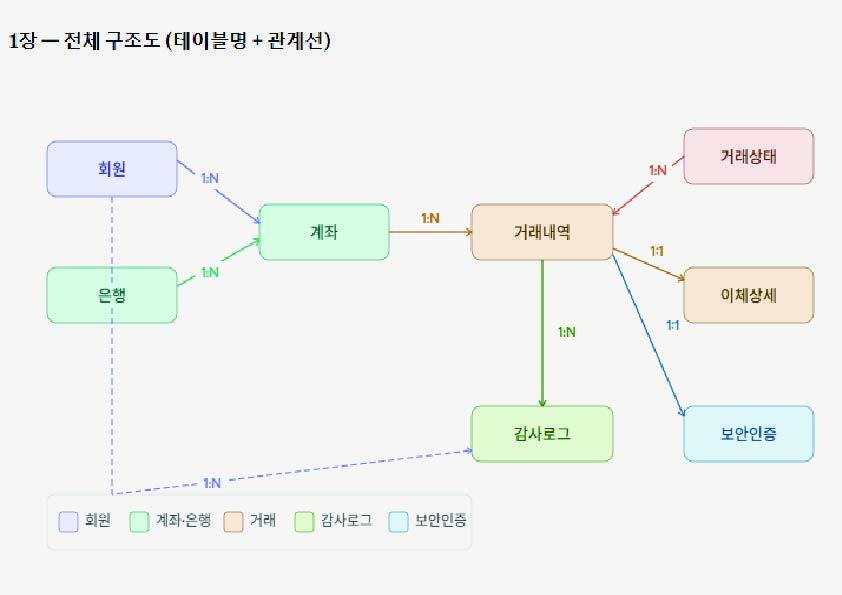 1장 — 전체 구조도 (테이블명 + 관계선)
회원
거래상태
1:N
1:N
계좌
1:N
거래내역
은행
1:N
1:1
이체상세
1:N
1:1
감사로그
보안인증
1:N
회원 계좌·은행 거래 감사로그 보안인증